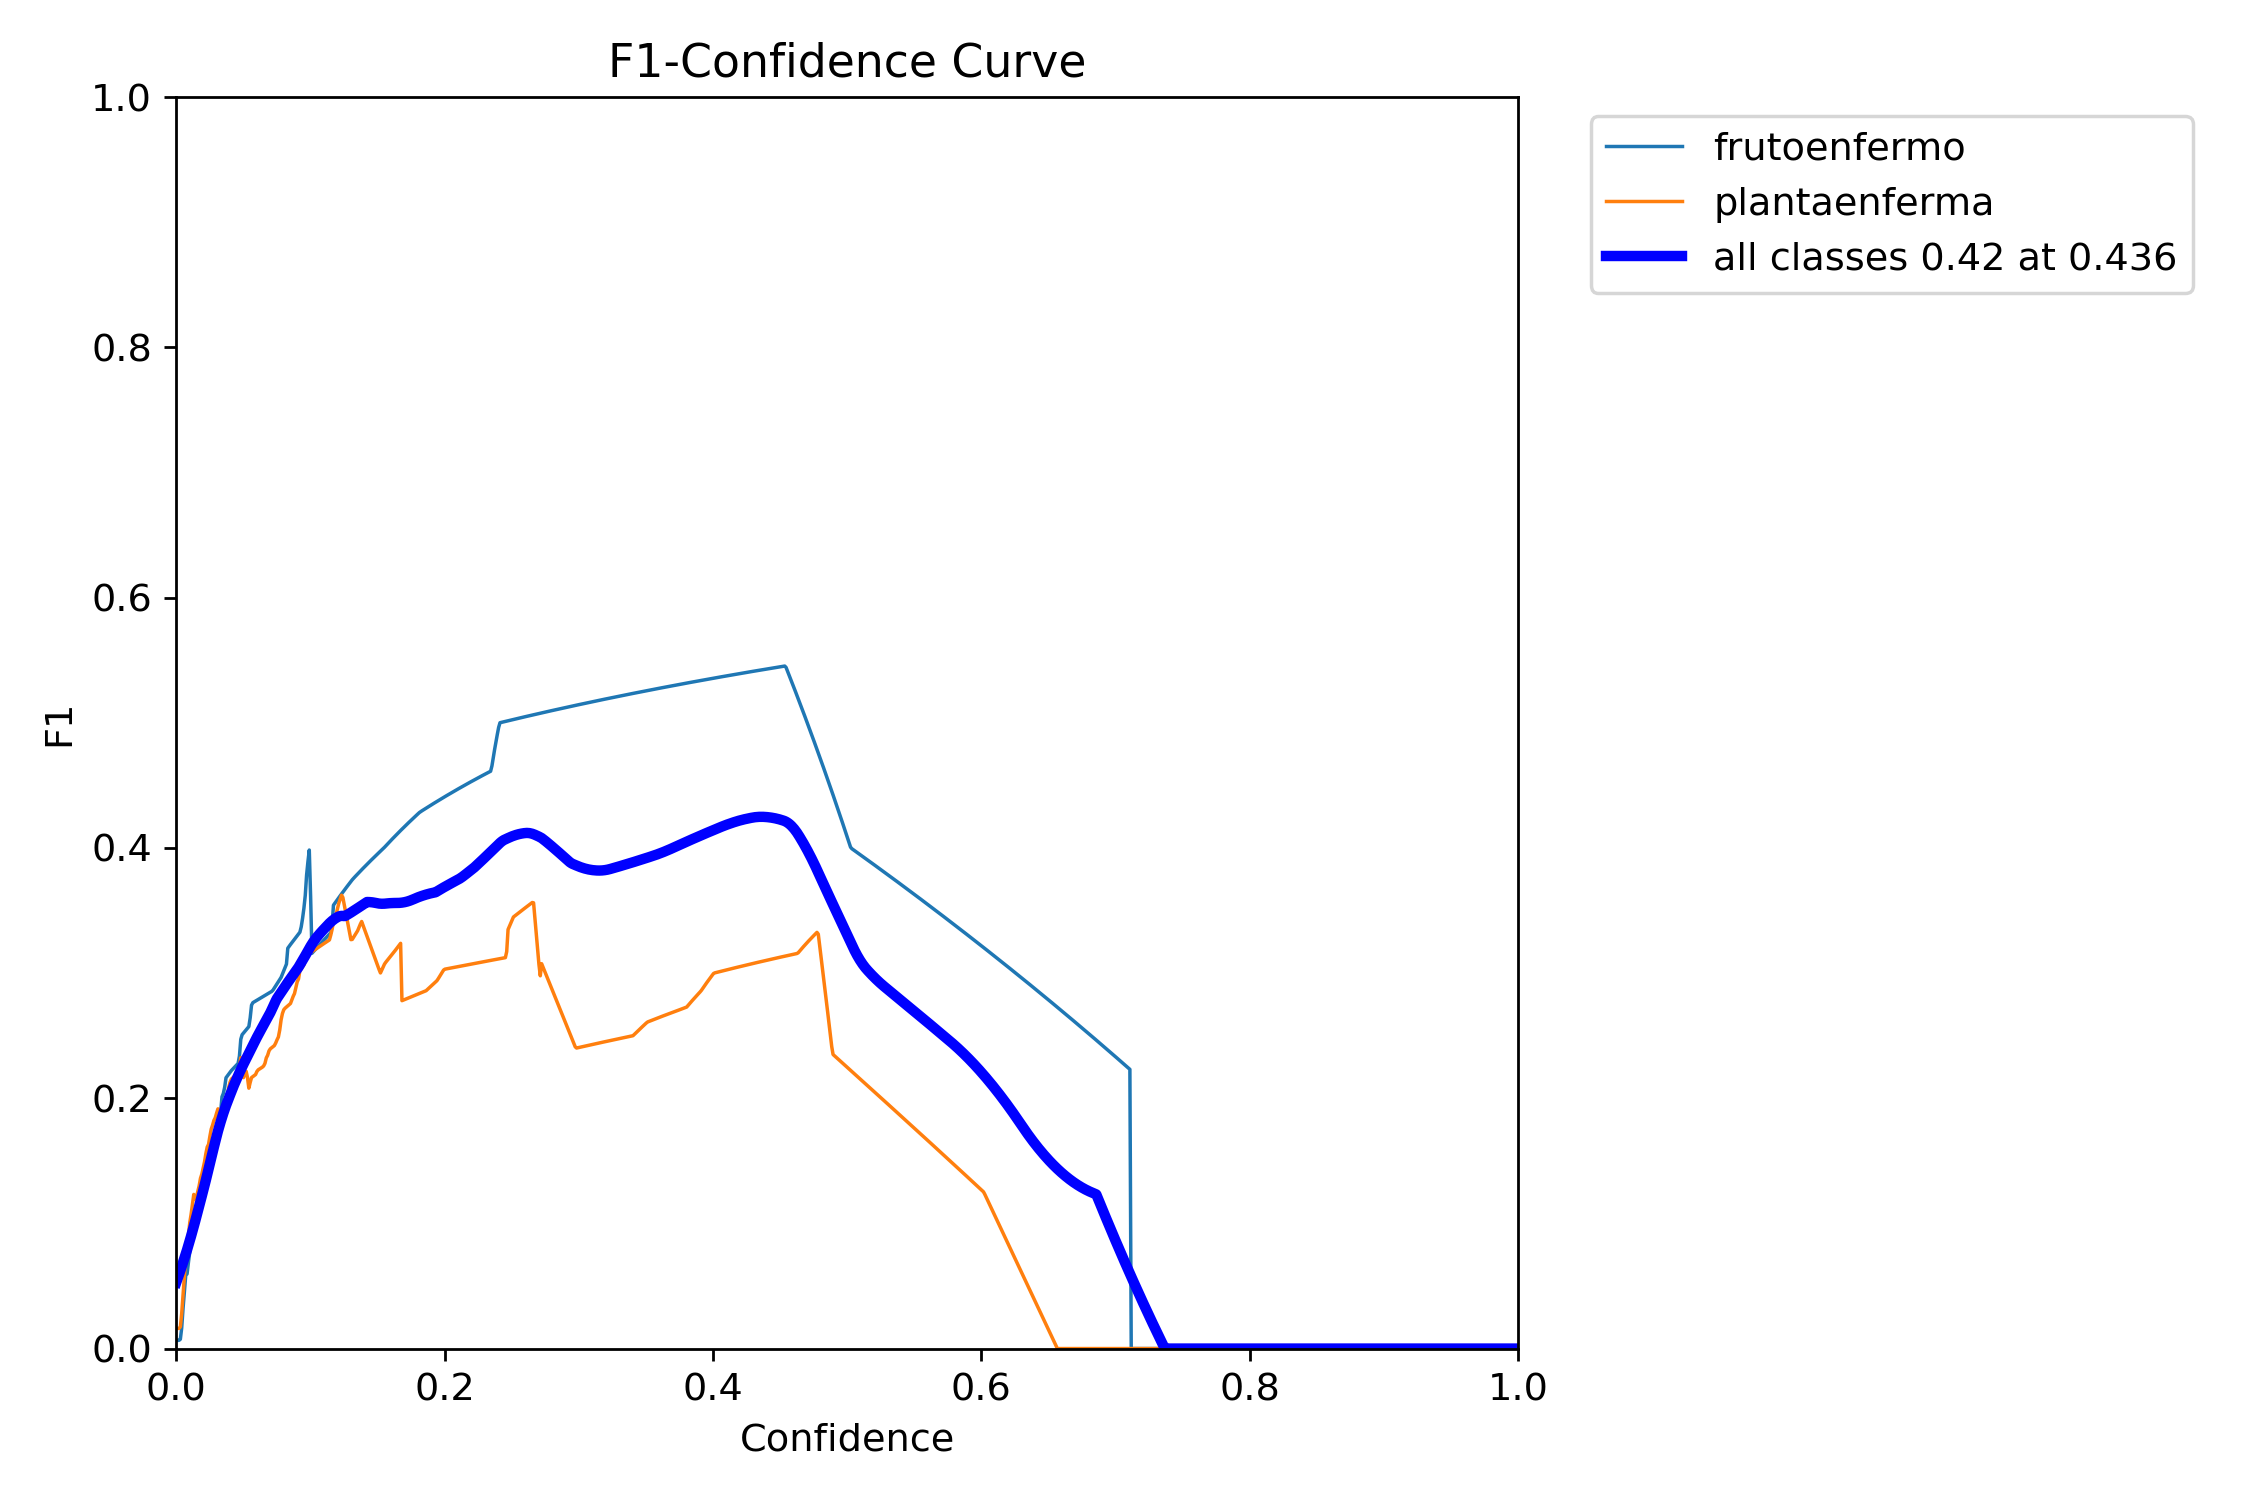 F1-Confidence Curve
1.0
0.8
0.6
0.4
0.2
0.0
F1
0.0 0.2 0.4 0.6 0.8 1.0
Confidence
frutoenfermo
plantaenferma
all classes 0.42 at 0.436